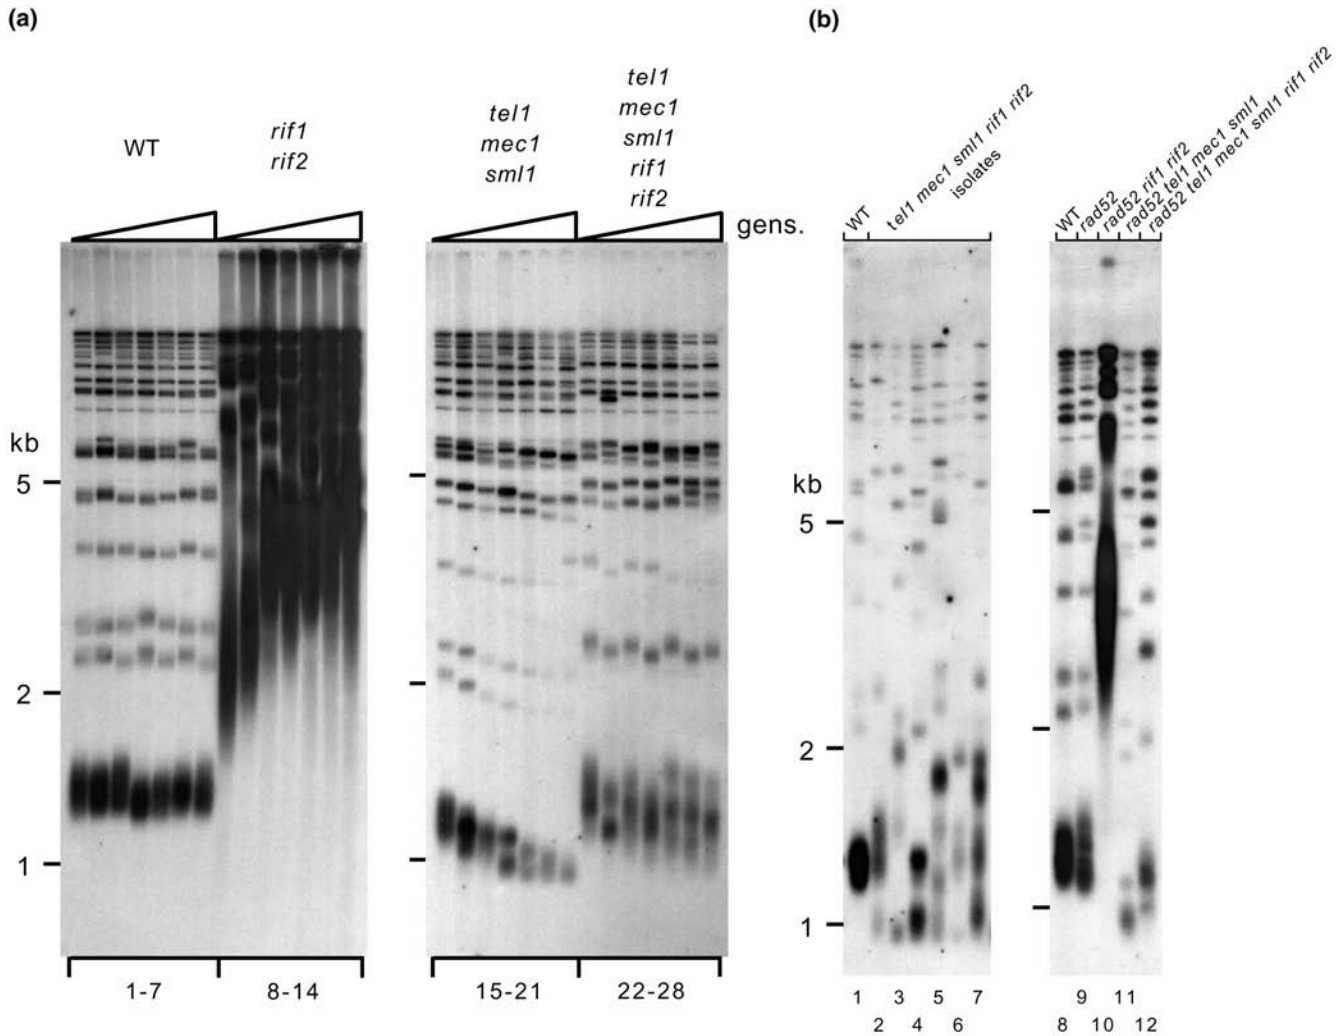 (a)
WT
rif1
rif2
tel1
mec1
sml1
tel1
mec1
sml1
rif1
rif2
gens.
kb
5
2
1
1-7
8-14
15-21
22-28
(b)
WT
tel1 mec1 sml1 rif1 rif2
isolates
WT
rad52
rad52 rif1 rif2
rad52 tel1 mec1 sml1
rad52 tel1 mec1 sml1 rif1 rif2
kb
5
2
1
1 3 5 7
2 4 6
9 11
8 10 12